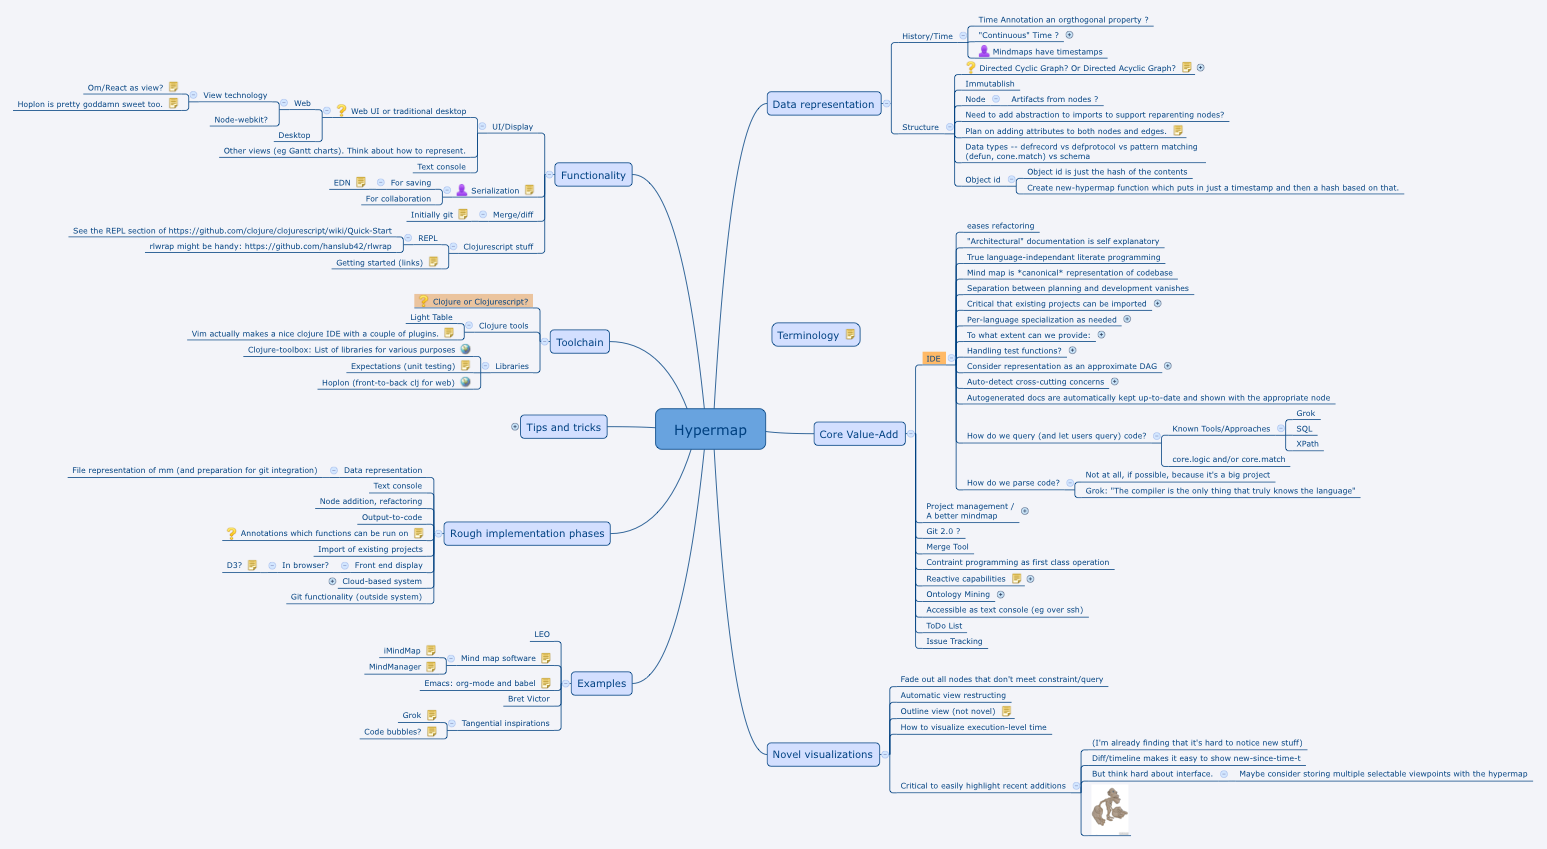 Hypermap
Functionality
UI/Display
Web UI or traditional desktop
Web
View technology
Om/React as view?
Hoplon is pretty goddamn sweet too.
Node-webkit?
Desktop
Other views (eg Gantt charts). Think about how to represent.
Text console
Serialization
For saving
EDN
For collaboration
Merge/diff
Initially git
Clojurescript stuff
REPL
See the REPL section of https://github.com/clojure/clojurescript/wiki/Quick-Start
rlwrap might be handy: https://github.com/hanslub42/rlwrap
Getting started (links)
Toolchain
Clojure or Clojurescript?
Clojure tools
Light Table
Vim actually makes a nice clojure IDE with a couple of plugins.
Libraries
Clojure-toolbox: List of libraries for various purposes
Expectations (unit testing)
Hoplon (front-to-back clj for web)
Tips and tricks
Rough implementation phases
Data representation
File representation of mm (and preparation for git integration)
Text console
Node addition, refactoring
Output-to-code
Annotations which functions can be run on
Import of existing projects
Front end display
In browser?
D3?
Cloud-based system
Git functionality (outside system)
Examples
LEO
Mind map software
iMindMap
MindManager
Emacs: org-mode and babel
Bret Victor
Tangential inspirations
Grok
Code bubbles?
Data representation
History/Time
Time Annotation an orgthogonal property ?
"Continuous" Time ?
Mindmaps have timestamps
Structure
Directed Cyclic Graph? Or Directed Acyclic Graph?
Immutablish
Node
Artifacts from nodes ?
Need to add abstraction to imports to support reparenting nodes?
Plan on adding attributes to both nodes and edges.
Data types -- defrecord vs defprotocol vs pattern matching
(defun, cone.match) vs schema
Object id
Object id is just the hash of the contents
Create new-hypermap function which puts in just a timestamp and then a hash based on that.
Terminology
Core Value-Add
IDE
eases refactoring
"Architectural" documentation is self explanatory
True language-independant literate programming
Mind map is *canonical* representation of codebase
Separation between planning and development vanishes
Critical that existing projects can be imported
Per-language specialization as needed
To what extent can we provide:
Handling test functions?
Consider representation as an approximate DAG
Auto-detect cross-cutting concerns
Autogenerated docs are automatically kept up-to-date and shown with the appropriate node
How do we query (and let users query) code?
Known Tools/Approaches
Grok
SQL
XPath
core.logic and/or core.match
How do we parse code?
Not at all, if possible, because it's a big project
Grok: "The compiler is the only thing that truly knows the language"
Project management /
A better mindmap
Git 2.0 ?
Merge Tool
Contraint programming as first class operation
Reactive capabilities
Ontology Mining
Accessible as text console (eg over ssh)
ToDo List
Issue Tracking
Novel visualizations
Fade out all nodes that don't meet constraint/query
Automatic view restructing
Outline view (not novel)
How to visualize execution-level time
Critical to easily highlight recent additions
(I'm already finding that it's hard to notice new stuff)
Diff/timeline makes it easy to show new-since-time-t
But think hard about interface.
Maybe consider storing multiple selectable viewpoints with the hypermap